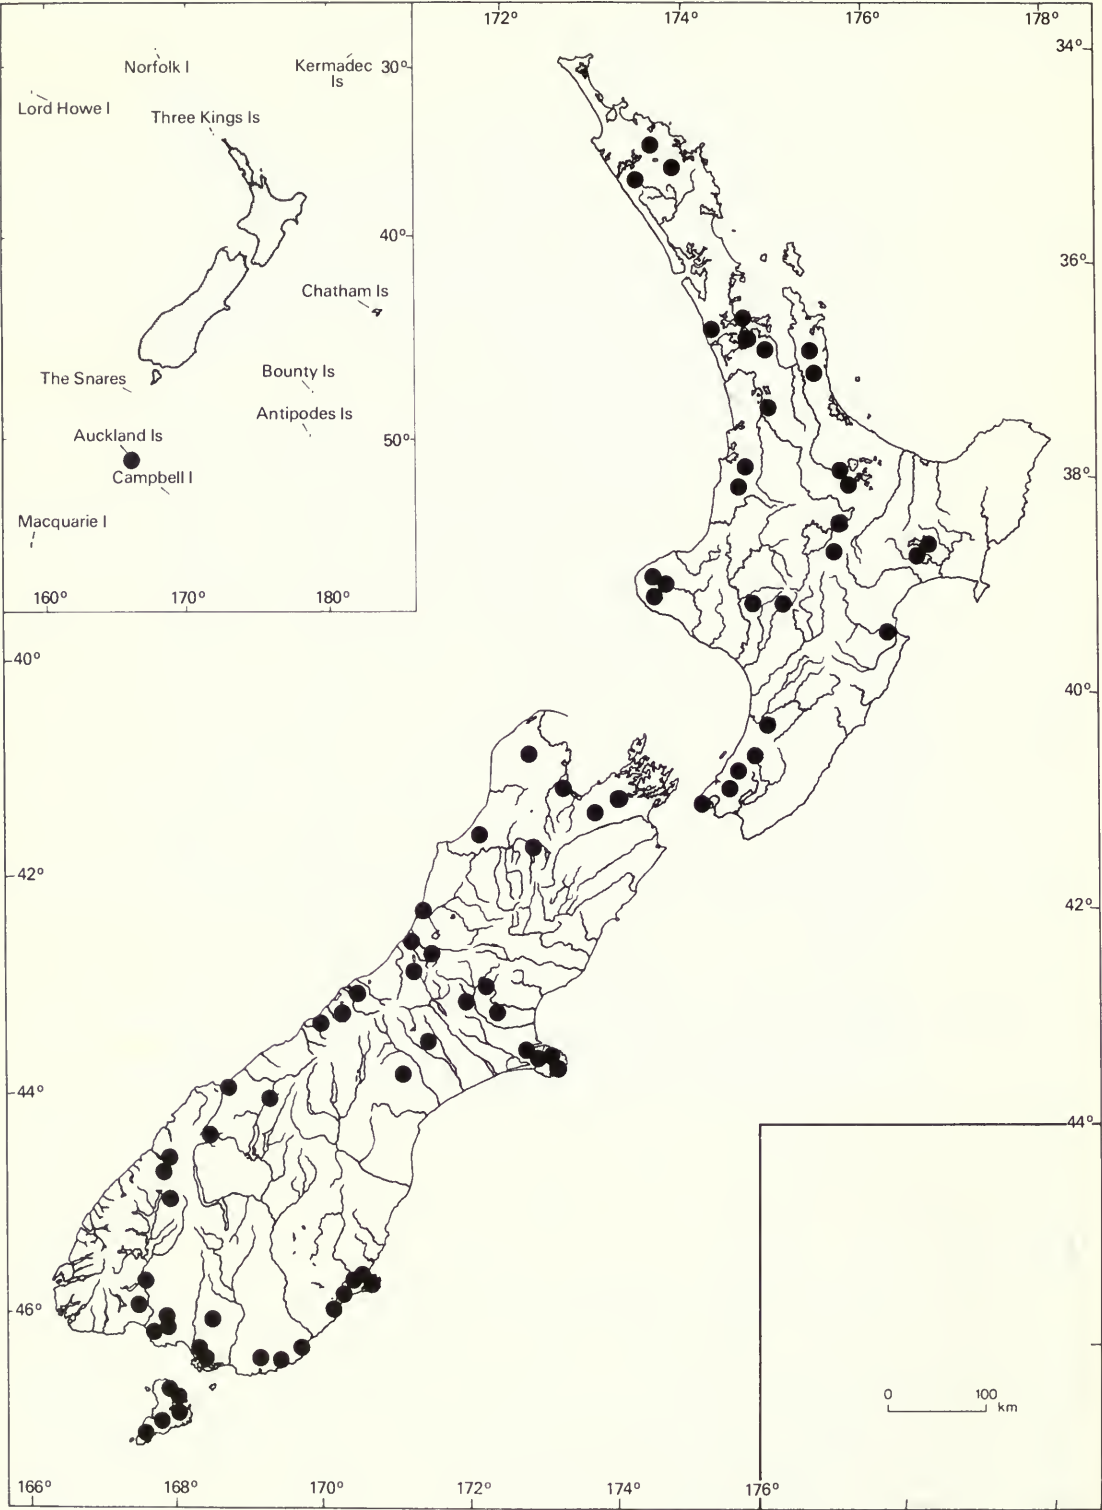 172° 174° 176° 178°
34°
Norfolk I
Kermadec 30°
Is
Lord Howe I
Three Kings Is
40°
36°
Chatham Is
The Snares
Bounty Is
Antipodes Is
Auckland Is
50°
Campbell I
38°
Macquarie I
160° 170° 180°
40°
40°
42°
42°
44°
44°
46°
0 100
km
166° 168° 170° 172° 174° 176°